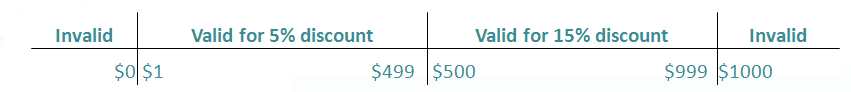 Invalid Valid for 5% discount Valid for 15% discount Invalid
$0 $1 $499 $500 $999 $1000